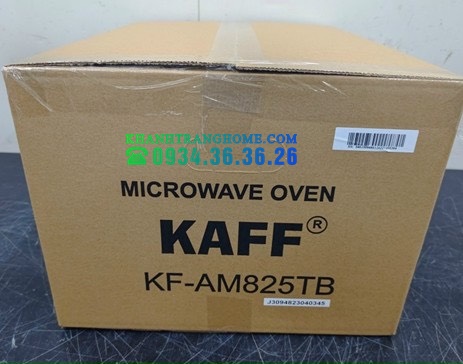 KHANHTRANGHOME.COM
☎0934.36.36.26
MICROWAVE OVEN
KAFF®
KF-AM825TB
J3094823040345